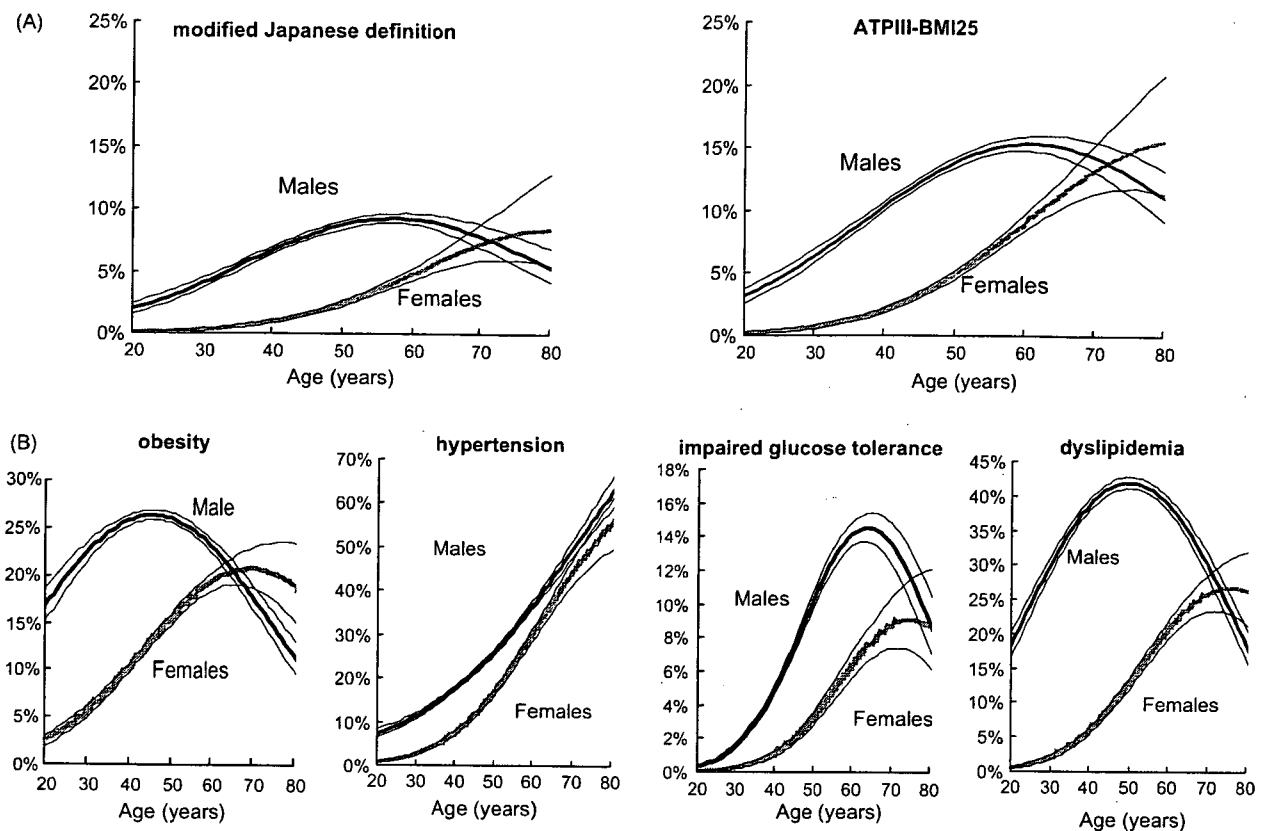 (A)
modified Japanese definition
25%
20%
15%
10%
5%
0%
Males
Females
20 30 40 50 60 70 80
Age (years)
ATPIII-BMI25
25%
20%
15%
10%
5%
0%
Males
Females
20 30 40 50 60 70 80
Age (years)
(B)
obesity
30%
25%
20%
15%
10%
5%
0%
Male
Females
20 30 40 50 60 70 80
Age (years)
hypertension
70%
60%
50%
40%
30%
20%
10%
0%
Males
Females
20 30 40 50 60 70 80
Age (years)
impaired glucose tolerance
18%
16%
14%
12%
10%
8%
6%
4%
2%
0%
Males
Females
20 30 40 50 60 70 80
Age (years)
dyslipidemia
45%
40%
35%
30%
25%
20%
15%
10%
5%
0%
Males
Females
20 30 40 50 60 70 80
Age (years)